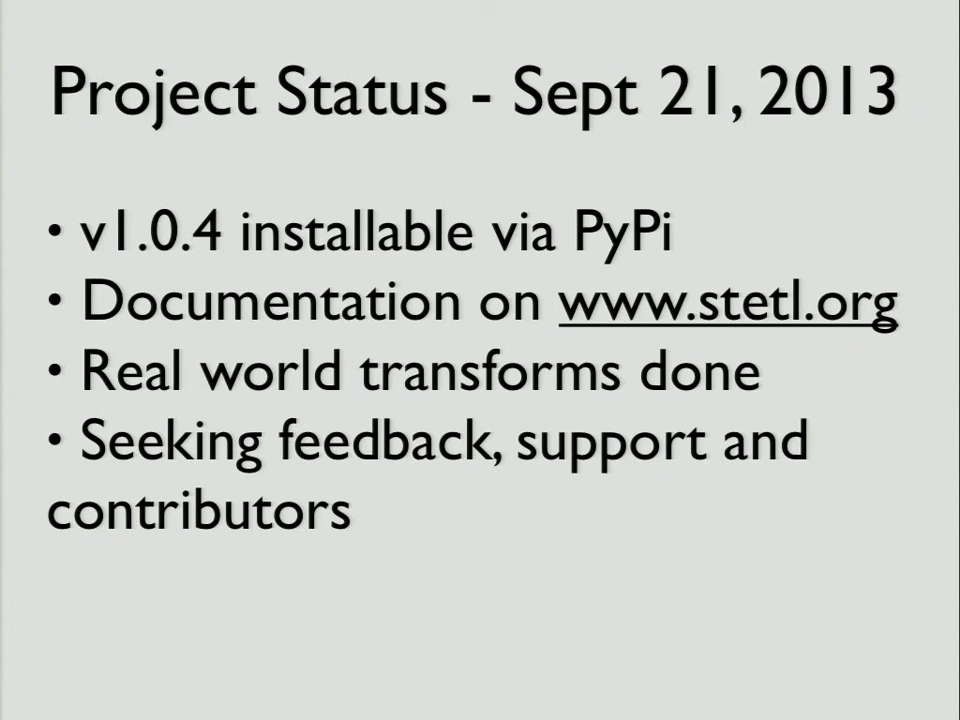 Project Status - Sept 21, 2013
• v1.0.4 installable via PyPi
• Documentation on www.stetl.org
• Real world transforms done
• Seeking feedback, support and
contributors